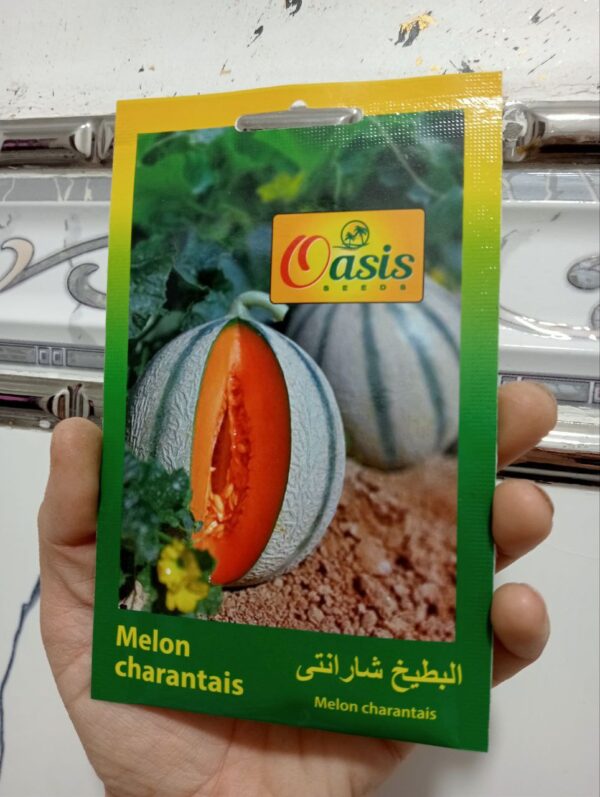 Oasis
SEEDS
Melon
charantais
البطيخ شارانتى
Melon charantais